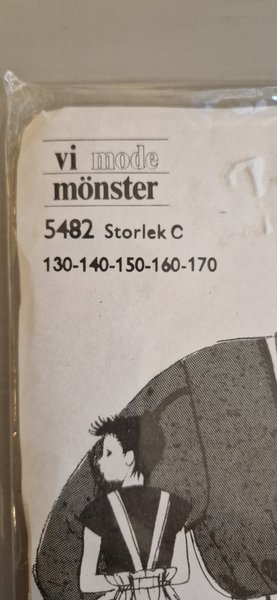 vi mode
mönster
5482 Storlek C
130-140-150-160-170